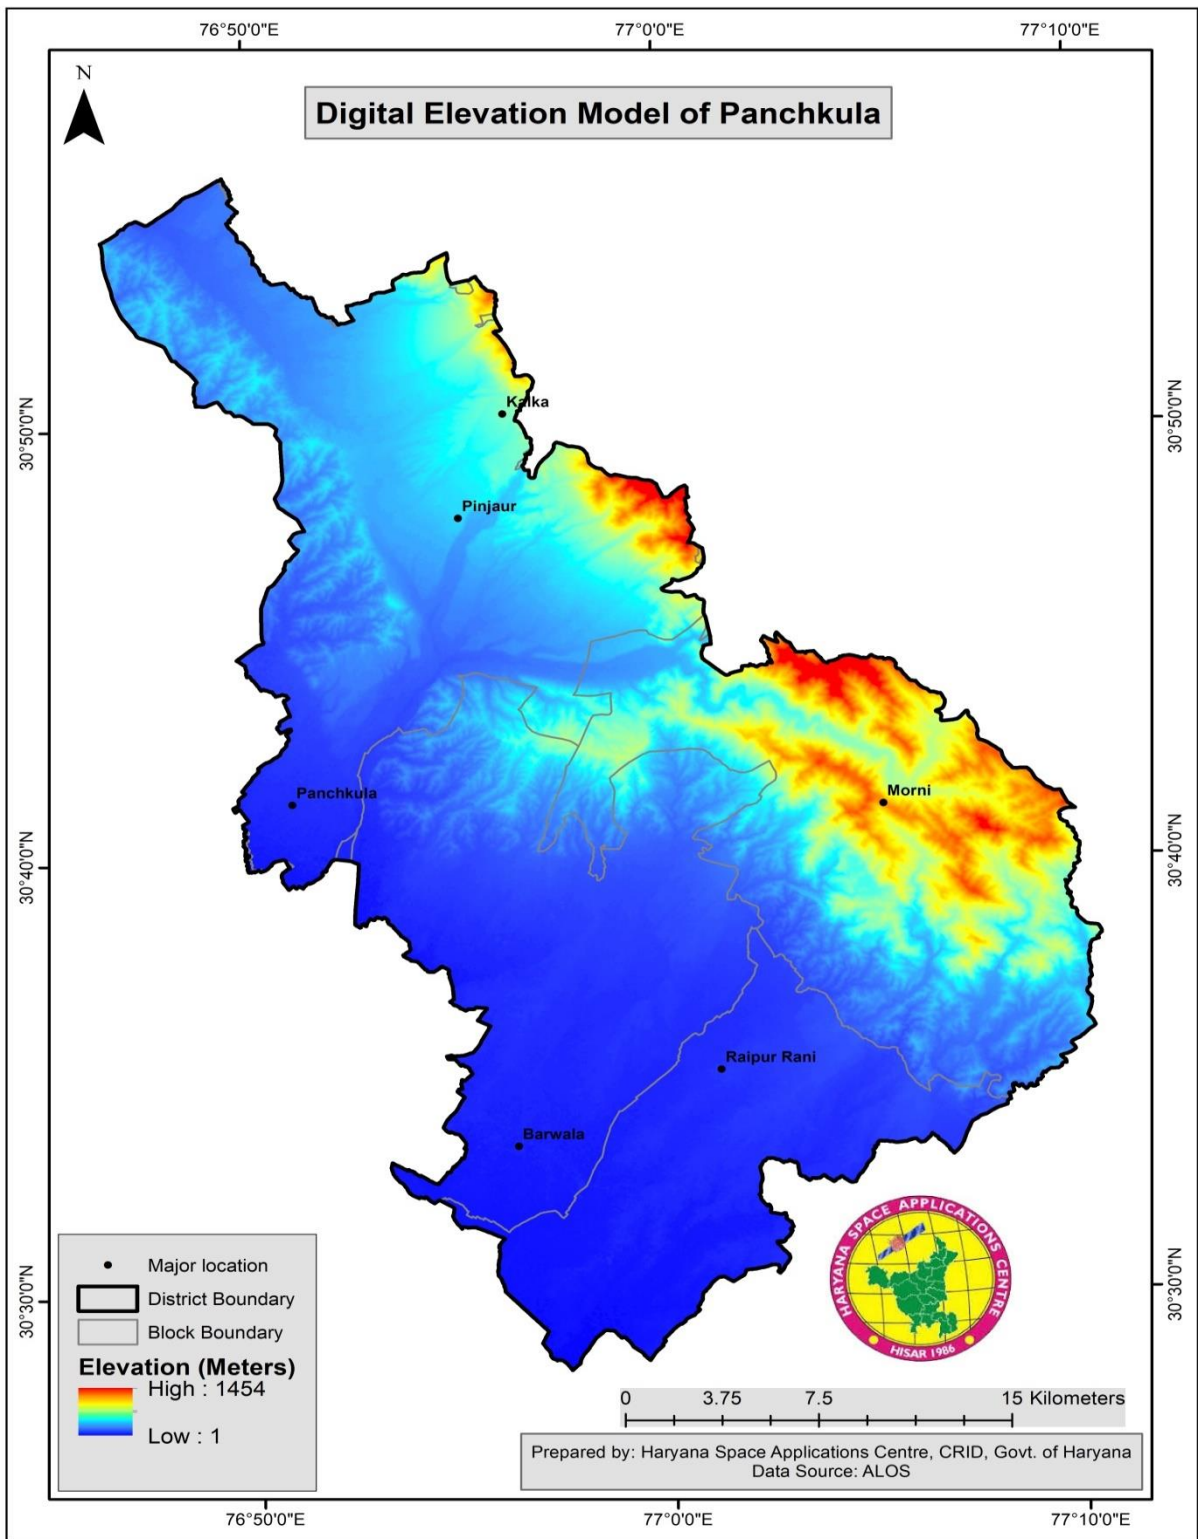 76°50'0"E
77°0'0"E
77°10'0"E
N
Digital Elevation Model of Panchkula
30°50'0"N
30°50'0"N
Kalka
Pinjaur
Panchkula
Morni
30°40'0"N
30°40'0"N
Raipur Rani
Barwala
30°30'0"N
30°30'0"N
HARYANA SPACE APPLICATIONS CENTRE
HISAR 1986
Major location
District Boundary
Block Boundary
Elevation (Meters)
High : 1454
Low : 1
0 3.75 7.5 15 Kilometers
Prepared by: Haryana Space Applications Centre, CRID, Govt. of Haryana
Data Source: ALOS
76°50'0"E
77°0'0"E
77°10'0"E